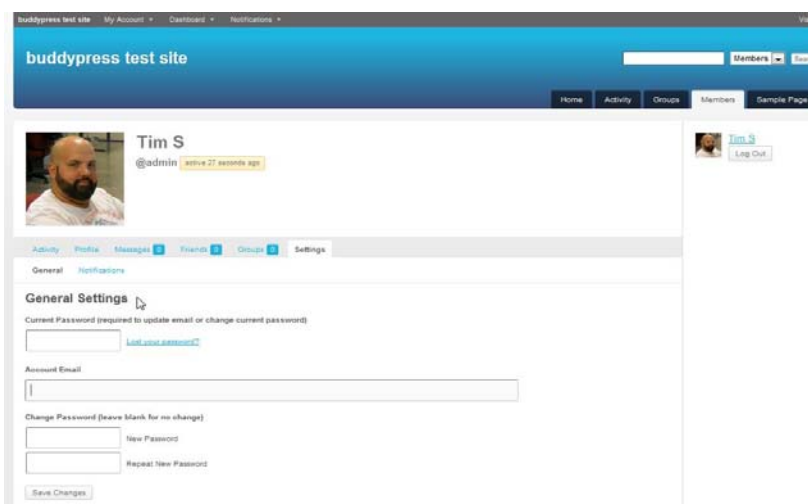 buddypress test site My Account Dashboard Notifications
buddypress test site
Members
Home Activity Groups Members Sample Page
Tim S
@admin active 27 seconds ago
Tim S
Log Out
Activity Profile Messages 0 Friends 0 Groups 0 Settings
General Notifications
General Settings
Current Password (required to update email or change current password)
Lost your password?
Account Email
Change Password (leave blank for no change)
New Password
Repeat New Password
Save Changes